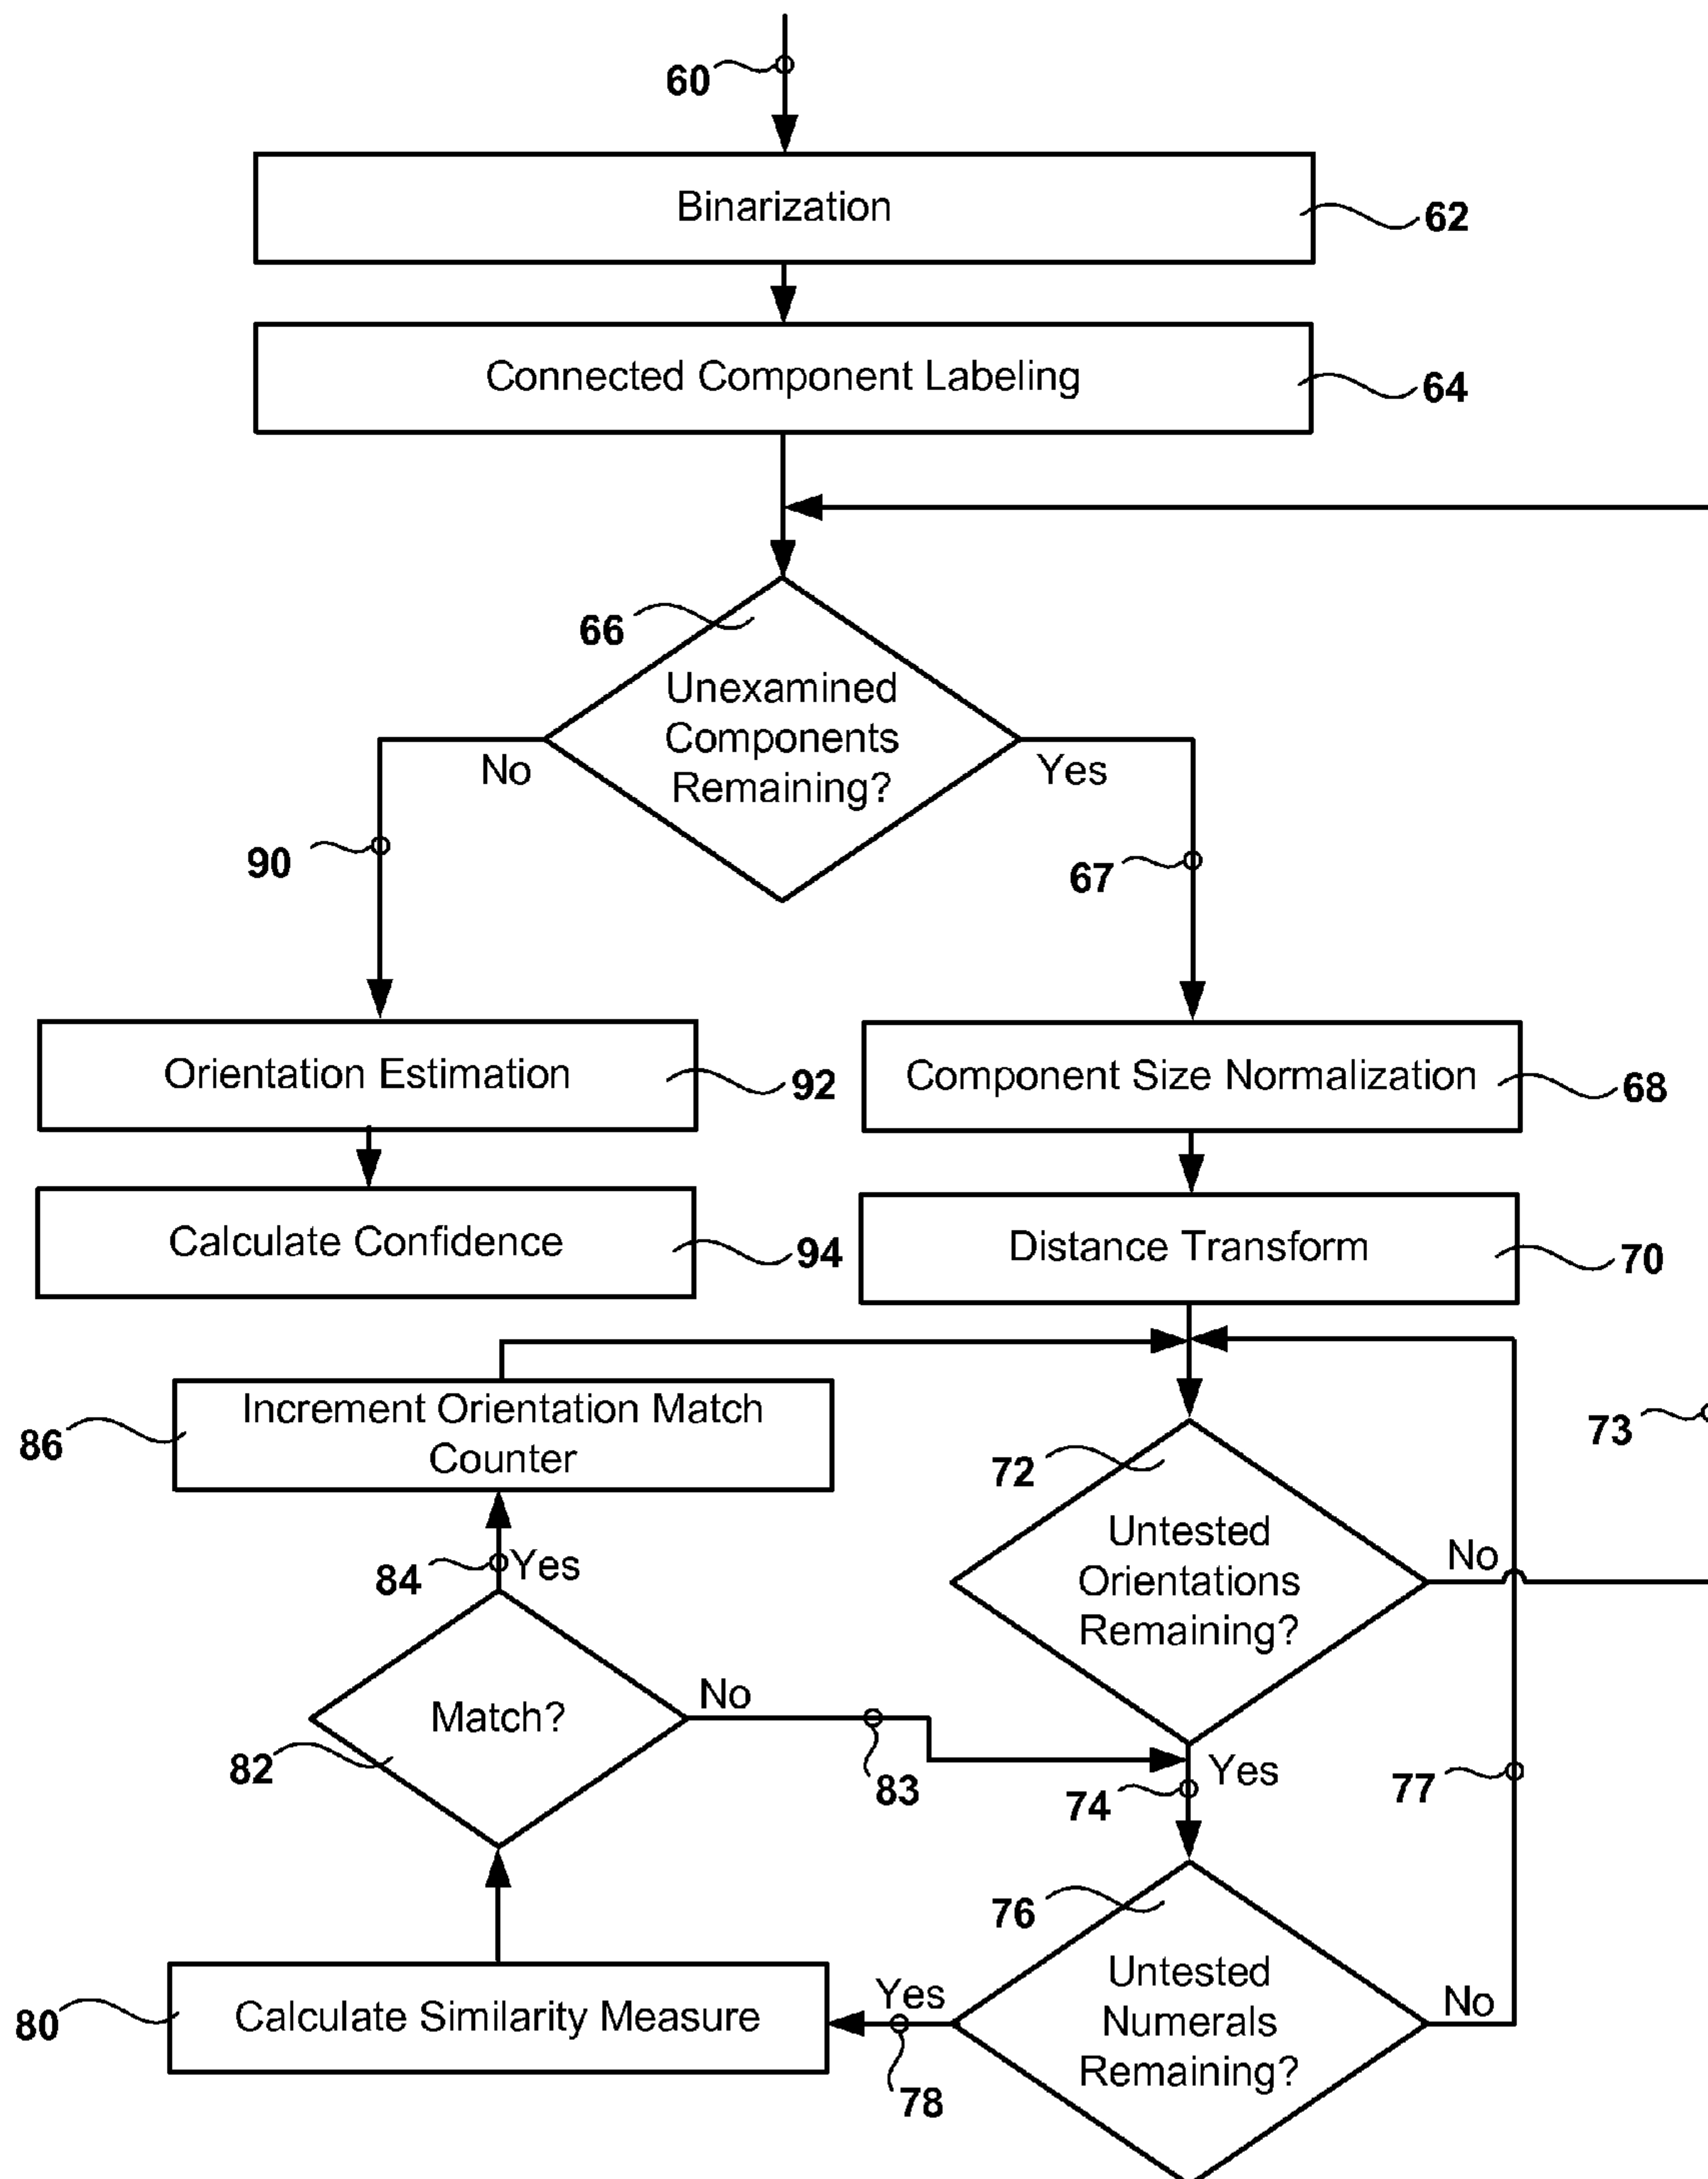 60
Binarization
62
Connected Component Labeling
64
66
Unexamined
Components
Remaining?
No
Yes
90
67
Orientation Estimation
92
Component Size Normalization
68
Calculate Confidence
94
Distance Transform
70
Increment Orientation Match
Counter
86
73
72
Untested
Orientations
Remaining?
No
84
Yes
Match?
No
82
83
Yes
74
77
76
Untested
Numerals
Remaining?
Yes
No
80
Calculate Similarity Measure
78